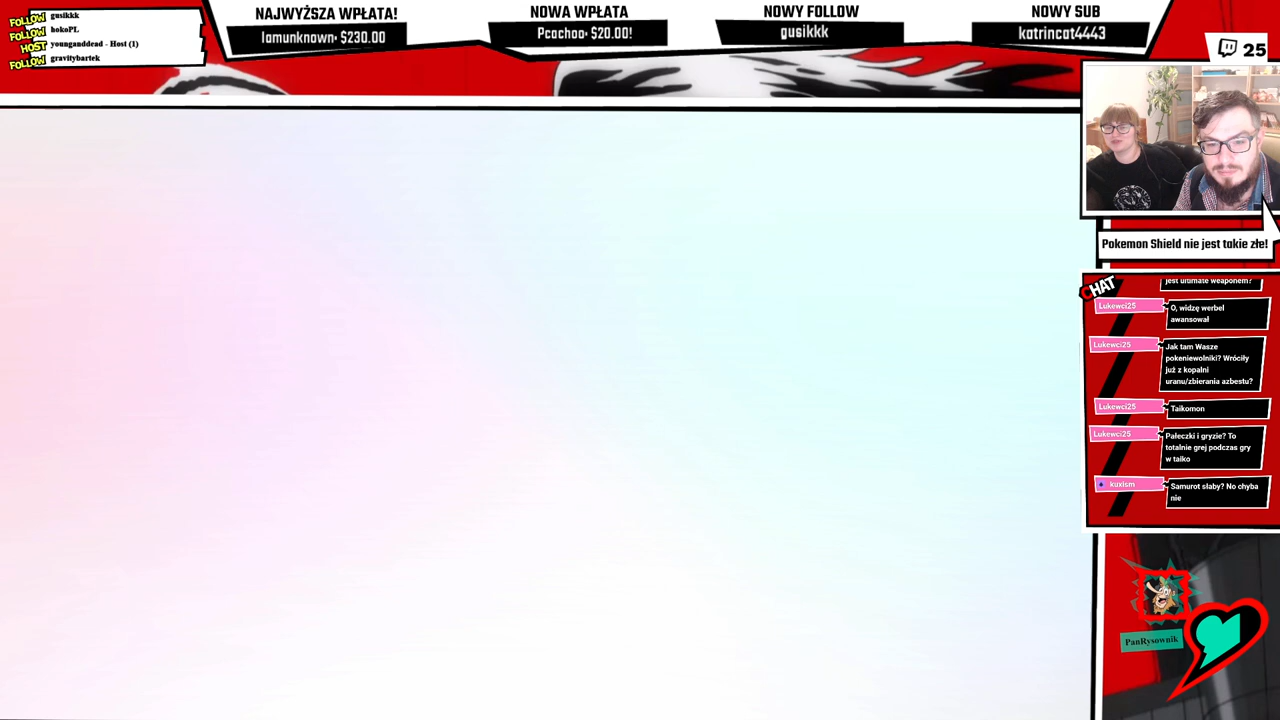 FOLLOW gusikkk
FOLLOW hokoPL
HOST younganddead - Host (1)
FOLLOW gravitybartek
NAJWYŻSZA WPŁATA!
Iamunknown· $230.00
NOWA WPŁATA
Pcachoo· $20.00!
NOWY FOLLOW
gusikkk
NOWY SUB
katrincat4443
25
Pokemon Shield nie jest takie złe!
CHAT
jest ultimate weaponem?
Lukewci25
O, widzę werbel
awansował
Lukewci25
Jak tam Wasze
pokeniewolniki? Wróciły
już z kopalni
uranu/zbierania azbestu?
Lukewci25
Taikomon
Lukewci25
Pałeczki i gryzie? To
totalnie grej podczas gry
w taiko
kuxism
Samurot słaby? No chyba
nie
PanRysownik